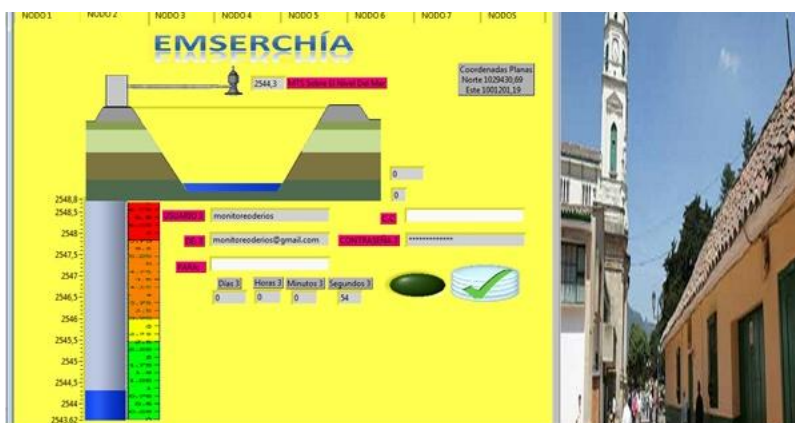 NODO 1 NODO 2 NODO 3 NODO 4 NODO 5 NODO 6 NODO 7 NODOS
EMSERCHÍA
2544,3 MTS Sobre El Nivel Del Mar
Coordenadas Planas
Norte 1029430,69
Este 1001201,19
0
0
2548,8
2548,5
2548
2547,5
2547
2546,5
2546
2545,5
2545
2544,5
2544
2543,62
USUARIO 3 monitoreoderios CC
DE 3 monitoreoderios@gmail.com CONTRASEÑA 3 *************
PARA
Días 3 Horas 3 Minutos 3 Segundos 3
0 0 0 54